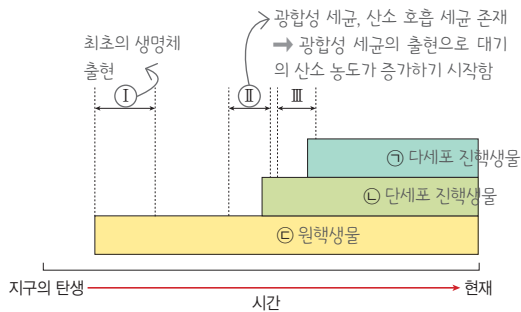 광합성 세균, 산소 호흡 세균 존재
➡ 광합성 세균의 출현으로 대기
의 산소 농도가 증가하기 시작함
최초의 생명체
출현
Ⅰ
Ⅱ
Ⅲ
㉠ 다세포 진핵생물
㉡ 단세포 진핵생물
㉢ 원핵생물
지구의 탄생
현재
시간